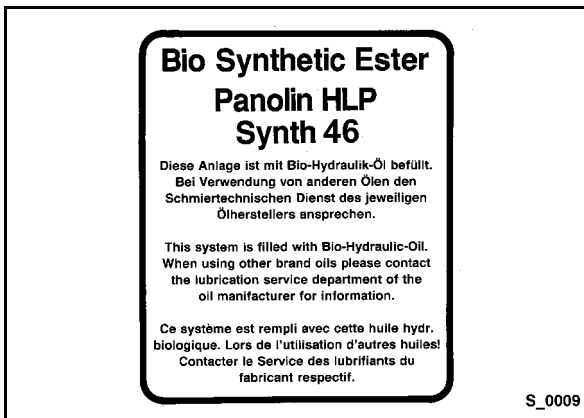 Bio Synthetic Ester
Panolin HLP
Synth 46
Diese Anlage ist mit Bio-Hydraulik-Öl befüllt.
Bei Verwendung von anderen Ölen den
Schmiertechnischen Dienst des jeweiligen
Ölherstellers ansprechen.
This system is filled with Bio-Hydraulic-Oil.
When using other brand oils please contact
the lubrication service department of the
oil manifacturer for information.
Ce système est rempli avec cette huile hydr.
biologique. Lors de l'utilisation d'autres huiles!
Contacter le Service des lubrifiants du
fabricant respectif.
S_0009